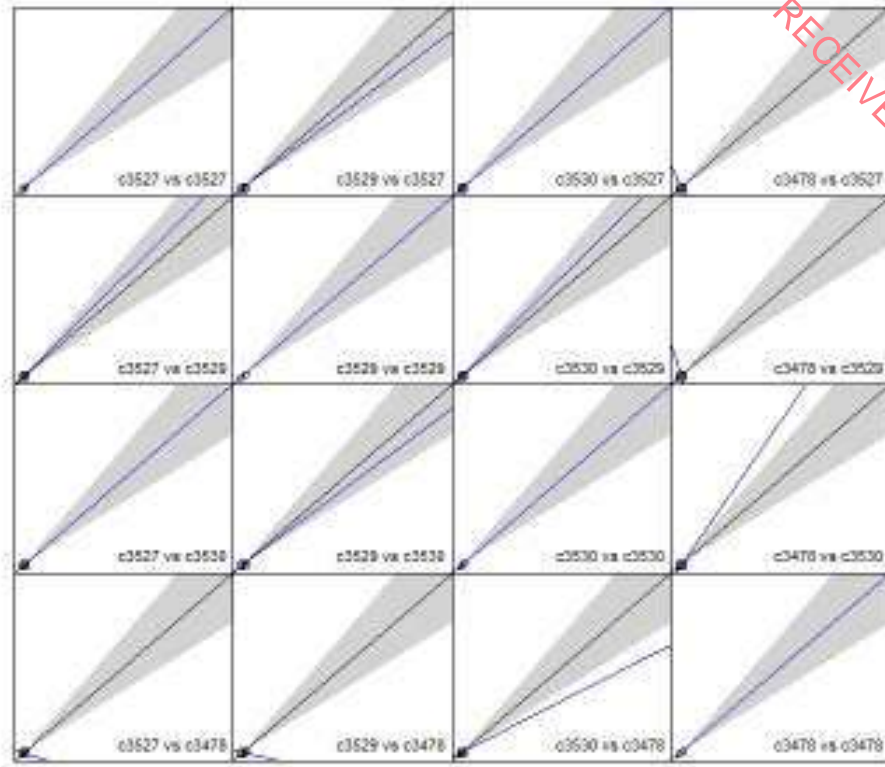 RECEIVE
c3527 vs c3527
c3529 vs c3527
c3530 vs c3527
c3478 vs c3527
c3527 vs c3529
c3529 vs c3529
c3530 vs c3529
c3478 vs c3529
c3527 vs c3530
c3529 vs c3530
c3530 vs c3530
c3478 vs c3530
c3527 vs c3478
c3529 vs c3478
c3530 vs c3478
c3478 vs c3478